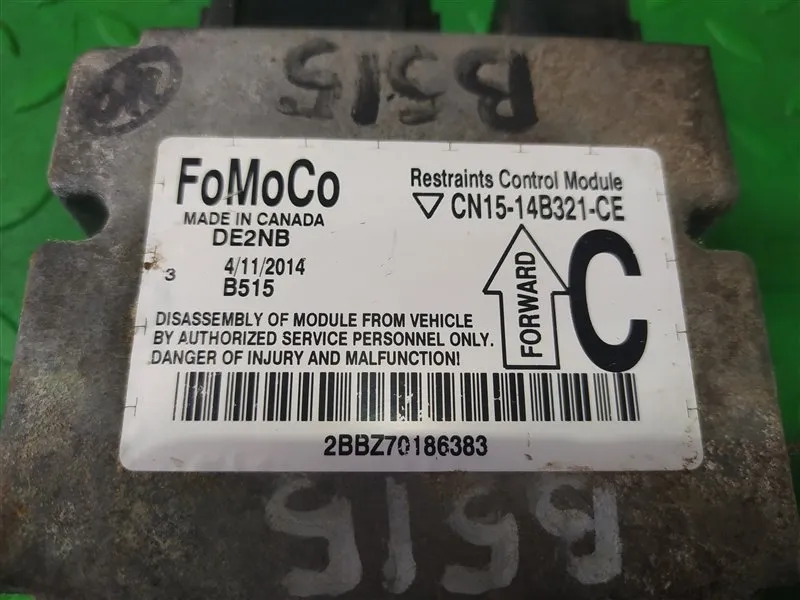 B515
FoMoCo
MADE IN CANADA
DE2NB
3
4/11/2014
B515
Restraints Control Module
CN15-14B321-CE
FORWARD
C
DISASSEMBLY OF MODULE FROM VEHICLE
BY AUTHORIZED SERVICE PERSONNEL ONLY.
DANGER OF INJURY AND MALFUNCTION!
2BBZ70186383
B515